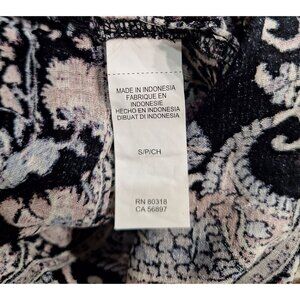 MADE IN INDONESIA
FABRIQUE EN
INDONESIE
HECHO EN INDONESIA
DIBUAT DI INDONESIA
S/P/CH
RN 80318
CA 56897